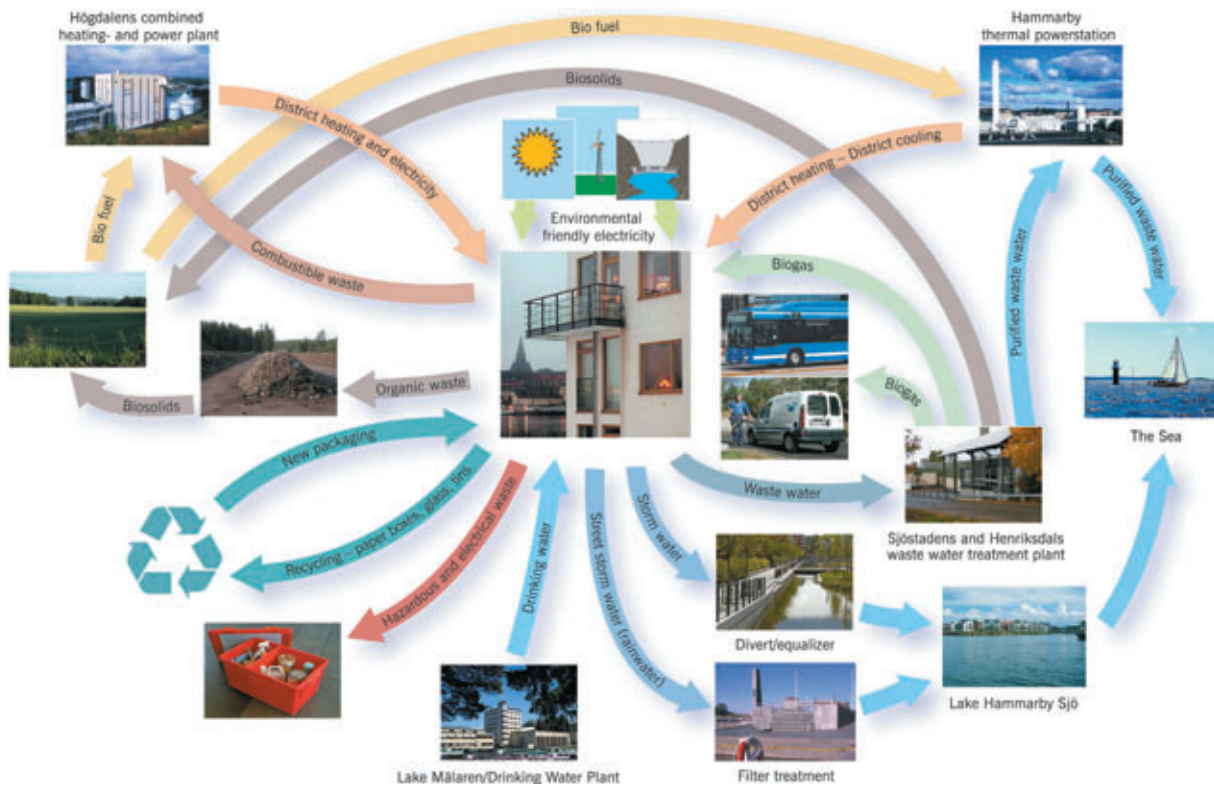 Högdalens combined
heating- and power plant
Bio fuel
Hammarby
thermal powerstation
Biosolids
District heating and electricity
District heating – District cooling
Purified waste water
Environmental
friendly electricity
Bio fuel
Combustible waste
Biogas
Purified waste water
Organic waste
Biosolids
Biogas
The Sea
New packaging
Waste water
Recycling – paper boxes, glass, tins
Hazardous and electrical waste
Drinking water
Street storm water (rainwater)
Storm water
Sjöstadens and Henriksdals
waste water treatment plant
Divert/equalizer
Lake Hammarby Sjö
Lake Mälaren/Drinking Water Plant
Filter treatment